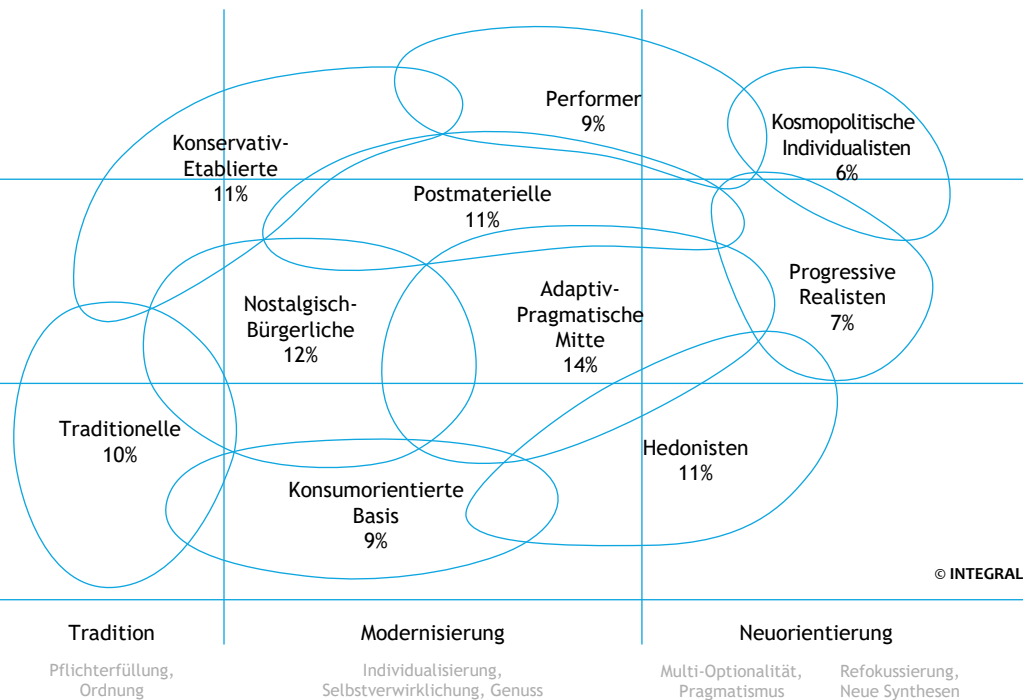 Performer
9%
Kosmopolitische
Individualisten
6%
Konservativ-
Etablierte
11%
Postmaterielle
11%
Progressive
Realisten
7%
Nostalgisch-
Bürgerliche
12%
Adaptiv-
Pragmatische
Mitte
14%
Traditionelle
10%
Hedonisten
11%
Konsumorientierte
Basis
9%
© INTEGRAL
Tradition
Modernisierung
Neuorientierung
Pflichterfüllung,
Ordnung
Individualisierung,
Selbstverwirklichung, Genuss
Multi-Optionalität,
Pragmatismus
Refokussierung,
Neue Synthesen